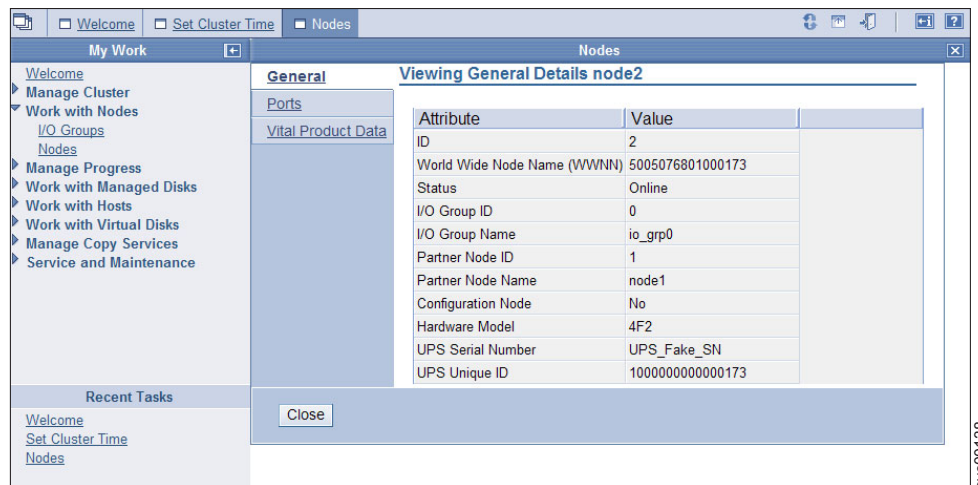 Welcome Set Cluster Time Nodes
My Work
Welcome
Manage Cluster
Work with Nodes
I/O Groups
Nodes
Manage Progress
Work with Managed Disks
Work with Hosts
Work with Virtual Disks
Manage Copy Services
Service and Maintenance
Recent Tasks
Welcome
Set Cluster Time
Nodes
Nodes
General
Ports
Vital Product Data
Viewing General Details node2
Attribute Value
ID 2
World Wide Node Name (WWNN) 5005076801000173
Status Online
I/O Group ID 0
I/O Group Name io_grp0
Partner Node ID 1
Partner Node Name node1
Configuration Node No
Hardware Model 4F2
UPS Serial Number UPS_Fake_SN
UPS Unique ID 1000000000000173
Close